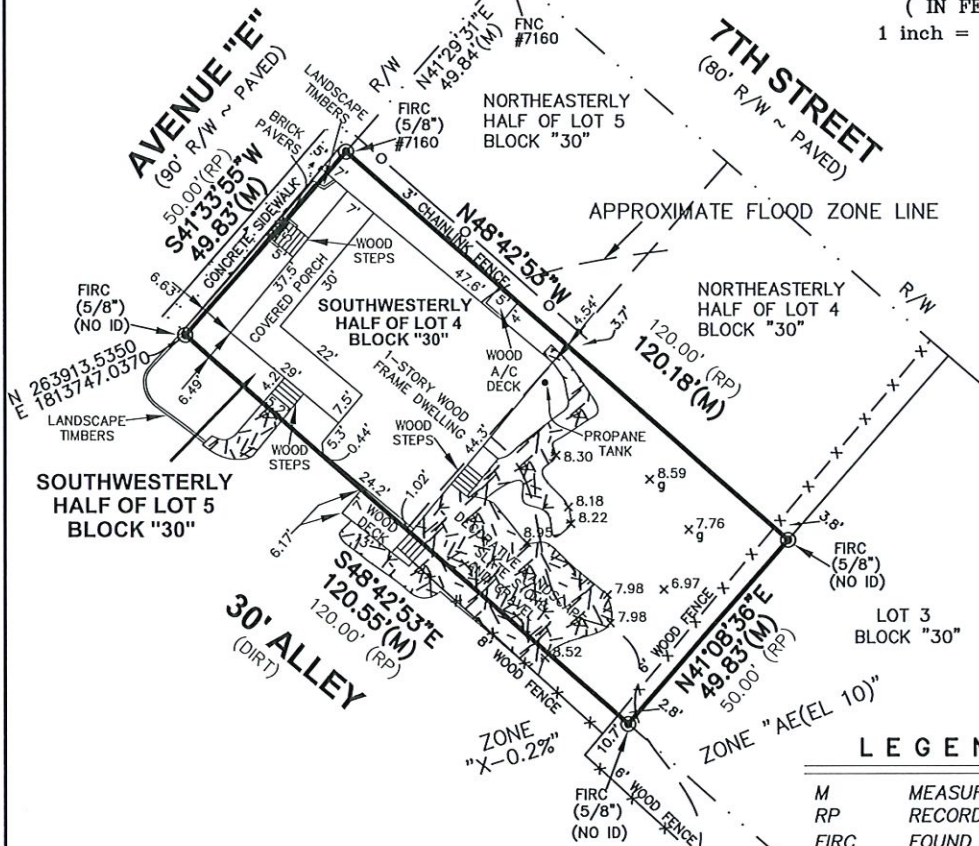 ( IN FE
1 inch =
AVENUE "E"
(90' R/W ~ PAVED)
50.00'(RP)
S41°33'55"W
49.83'(M)
R/W
N41°29'31"E
49.84'(M)
FNC
#7160
7TH STREET
(80' R/W ~ PAVED)
LANDSCAPE
TIMBERS
BRICK
PAVERS
FIRC
(5/8")
#7160
NORTHEASTERLY
HALF OF LOT 5
BLOCK "30"
.5'
7'
7'
CONCRETE SIDEWALK
WOOD
STEPS
5'
3' CHAINLINK FENCE
N48°42'53"W
APPROXIMATE FLOOD ZONE LINE
6.63'
37.5'
COVERED PORCH
30'
47.6'
5'
4'
FIRC
(5/8")
(NO ID)
SOUTHWESTERLY
HALF OF LOT 4
BLOCK "30"
NORTHEASTERLY
HALF OF LOT 4
BLOCK "30"
R/W
4.54'
3.7'
120.00' (RP)
120.18'(M)
WOOD
A/C
DECK
N 263913.5350
E 1813747.0370
1-STORY WOOD
FRAME DWELLING
22'
7.5'
6.49'
4.2'
28'
5.2'
LANDSCAPE
TIMBERS
WOOD
STEPS
5.3'
0.44'
WOOD
STEPS
44.3'
PROPANE
TANK
8.30
8.59
g
SOUTHWESTERLY
HALF OF LOT 5
BLOCK "30"
24.2'
1.02'
8.18
8.22
8.95
7.76
g
3.8'
FIRC
(5/8")
(NO ID)
6.17'
7'
WOOD
DECK
13'
DECORATIVE LANDSCAPE
7.98
6.97
7.98
8.52
S48°42'53"E
120.55'(M)
120.00' (RP)
30' ALLEY
(DIRT)
8' WOOD FENCE
6' WOOD FENCE
N41°08'36"E
49.83'(M)
50.00' (RP)
LOT 3
BLOCK "30"
2.8'
10.7'
ZONE
"X-0.2%"
ZONE "AE(EL 10)"
6' WOOD FENCE
FIRC
(5/8")
(NO ID)
LEGEN
M MEASUR
RP RECORD
FIRC FOUND